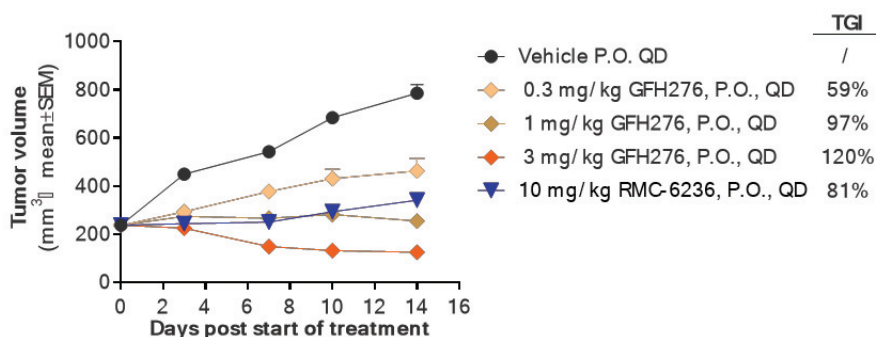 TGI
Vehicle P.O. QD /
0.3 mg/kg GFH276, P.O., QD 59%
1 mg/kg GFH276, P.O., QD 97%
3 mg/kg GFH276, P.O., QD 120%
10 mg/kg RMC-6236, P.O., QD 81%
Tumor volume
(mm³▯ mean±SEM)
1000
800
600
400
200
0
0 2 4 6 8 10 12 14 16
Days post start of treatment